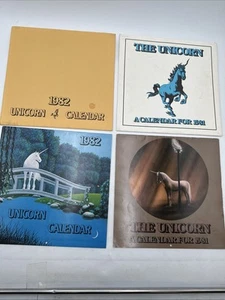 1982
UNICORN CALENDAR
THE UNICORN
A CALENDAR FOR 1981
1982
UNICORN
CALENDAR
THE UNICORN
A CALENDAR FOR 1981